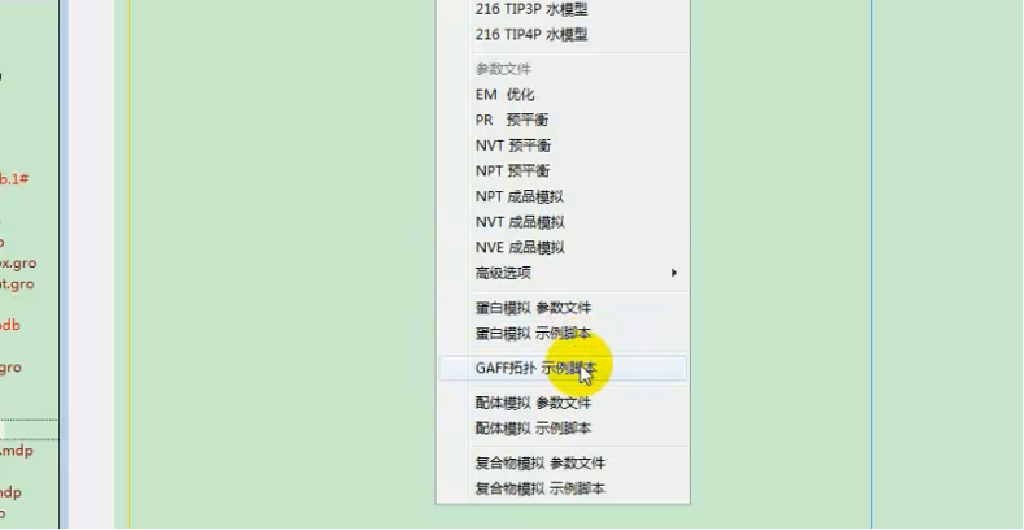 216 TIP3P 水模型
216 TIP4P 水模型
参数文件
EM 优化
PR 预平衡
NVT 预平衡
NPT 预平衡
NPT 成品模拟
NVT 成品模拟
NVE 成品模拟
高级选项
蛋白模拟 参数文件
蛋白模拟 示例脚本
GAFF拓扑 示例脚本
配体模拟 参数文件
配体模拟 示例脚本
复合物模拟 参数文件
复合物模拟 示例脚本
b.1#
x.gro
t.gro
db
gro
.mdp
dp